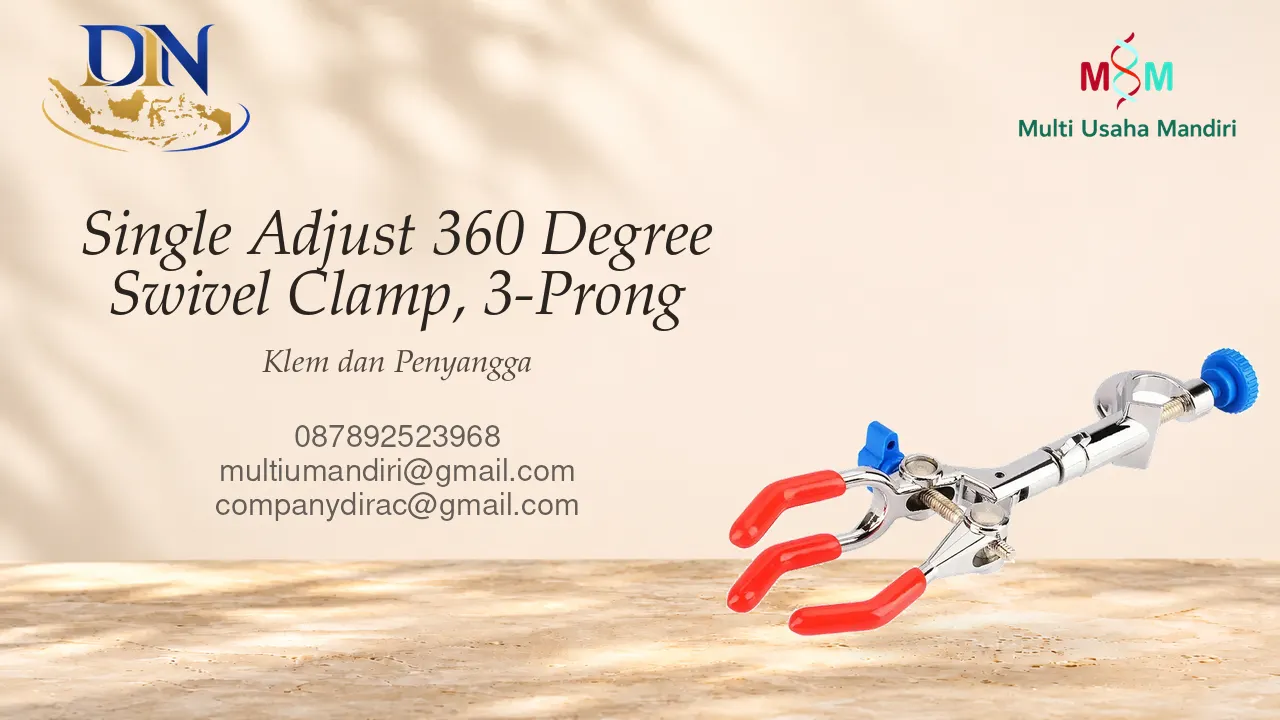 DIN
M M
Multi Usaha Mandiri
Single Adjust 360 Degree
Swivel Clamp, 3-Prong
Klem dan Penyangga
087892523968
multiumandiri@gmail.com
companydirac@gmail.com